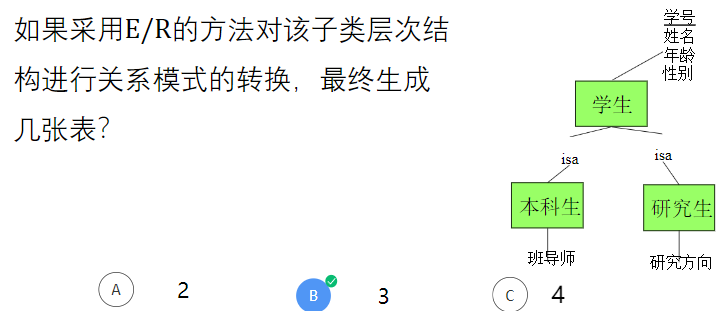 如果采用E/R的方法对该子类层次结
构进行关系模式的转换，最终生成
几张表？
学号
姓名
年龄
性别
学生
isa
isa
本科生
研究生
班导师
研究方向
A 2
B 3
C 4